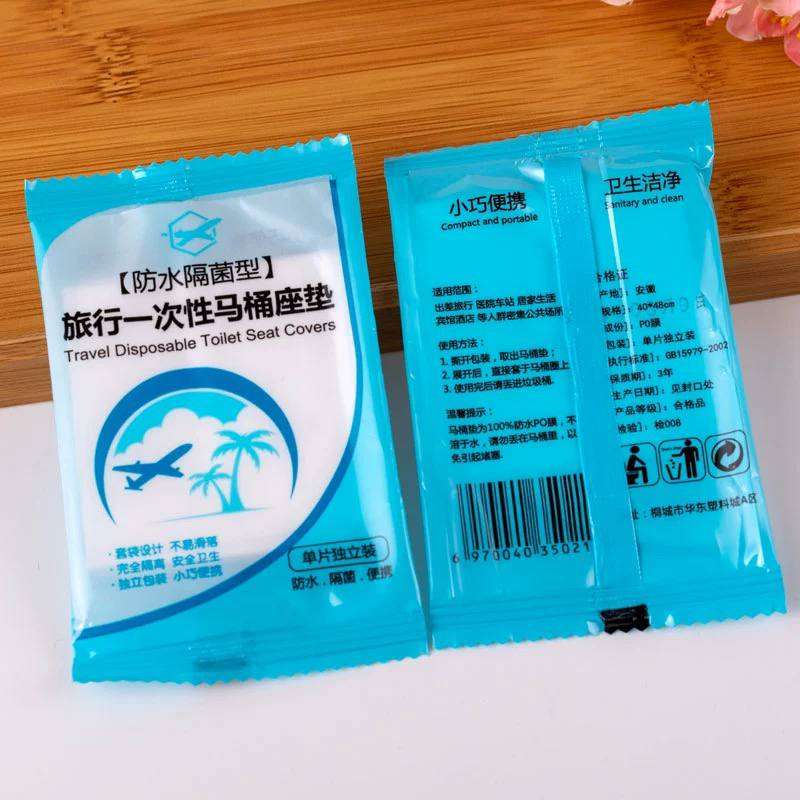 【防水隔菌型】
旅行一次性马桶座垫
Travel Disposable Toilet Seat Covers
· 套袋设计 不易滑落
· 完全隔离 安全卫生
· 独立包装 小巧便携
单片独立装
防水 . 隔菌 . 便携
小巧便携
Compact and portable
卫生洁净
Sanitary and clean
适用范围：
出差旅行 医院车站 居家生活
宾馆酒店 等人群密集公共场所
使用方法：
1. 撕开包装，取出马桶垫；
2. 展开后，直接套于马桶圈上
3. 使用完后请丢进垃圾桶。
温馨提示：
马桶垫为100%防水PO膜，不
溶于水，请勿丢在马桶里，以
免引起堵塞。
6 970040 35021
合格证
产地]：安徽
规格]：40*48cm
成份]：PO膜
包装]：单片独立装
执行标准]：GB15979-2002
保质期]：3年
生产日期]：见封口处
产品等级]：合格品
检验]：检008
址：桐城市华东塑料城A区